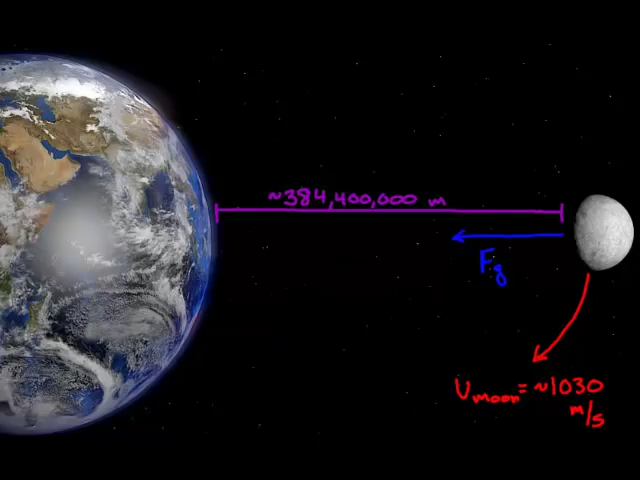 ~384,400,000 m
Fg
Vmoon = ~1030
m/s